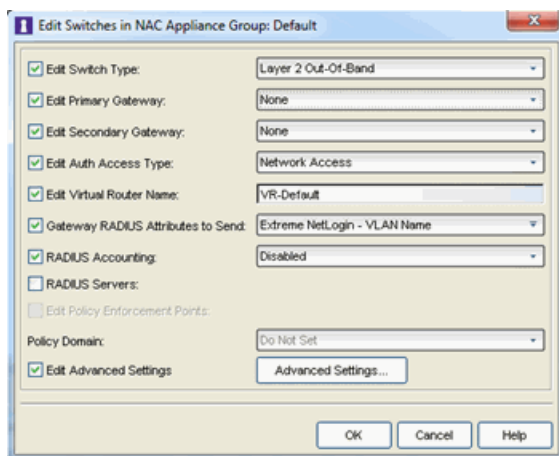 Edit Switches in NAC Appliance Group: Default
Edit Switch Type: Layer 2 Out-Of-Band
Edit Primary Gateway: None
Edit Secondary Gateway: None
Edit Auth Access Type: Network Access
Edit Virtual Router Name: VR-Default
Gateway RADIUS Attributes to Send: Extreme NetLogin - VLAN Name
RADIUS Accounting: Disabled
RADIUS Servers:
Edit Policy Enforcement Points:
Policy Domain: Do Not Set
Edit Advanced Settings Advanced Settings...
OK Cancel Help